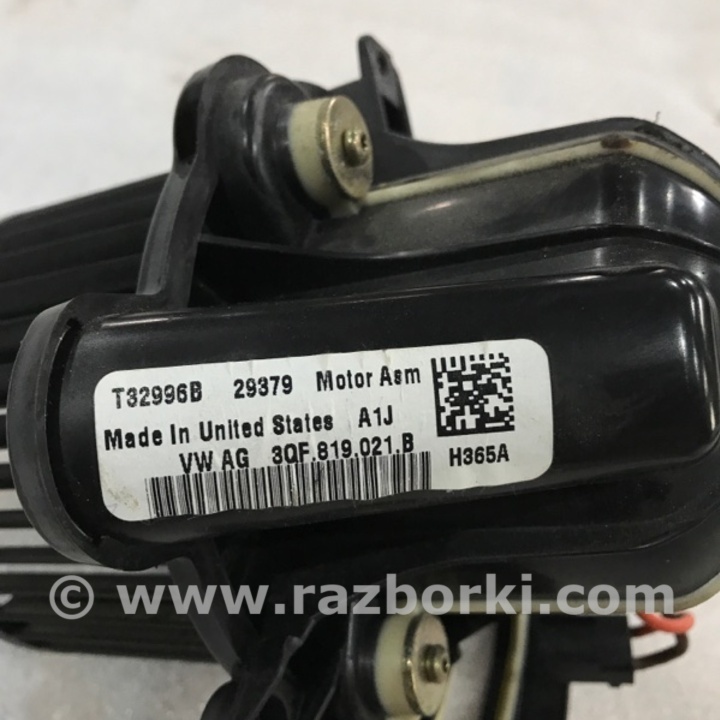 T32996B 29379 Motor Asm
Made In United States A1J
VW AG 3QF.819.021.B
H365A
© www.razborki.com